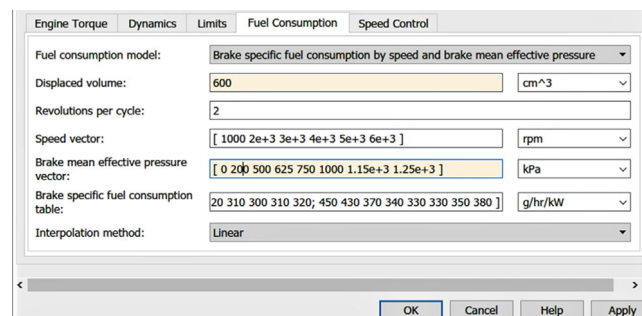 Engine Torque Dynamics Limits Fuel Consumption Speed Control
Fuel consumption model: Brake specific fuel consumption by speed and brake mean effective pressure
Displaced volume: 600 cm^3
Revolutions per cycle: 2
Speed vector: [ 1000 2e+3 3e+3 4e+3 5e+3 6e+3 ] rpm
Brake mean effective pressure
vector: [ 0 200 500 625 750 1000 1.15e+3 1.25e+3 ] kPa
Brake specific fuel consumption
table: 20 310 300 310 320; 450 430 370 340 330 330 350 380 ] g/hr/kW
Interpolation method: Linear
OK Cancel Help Apply